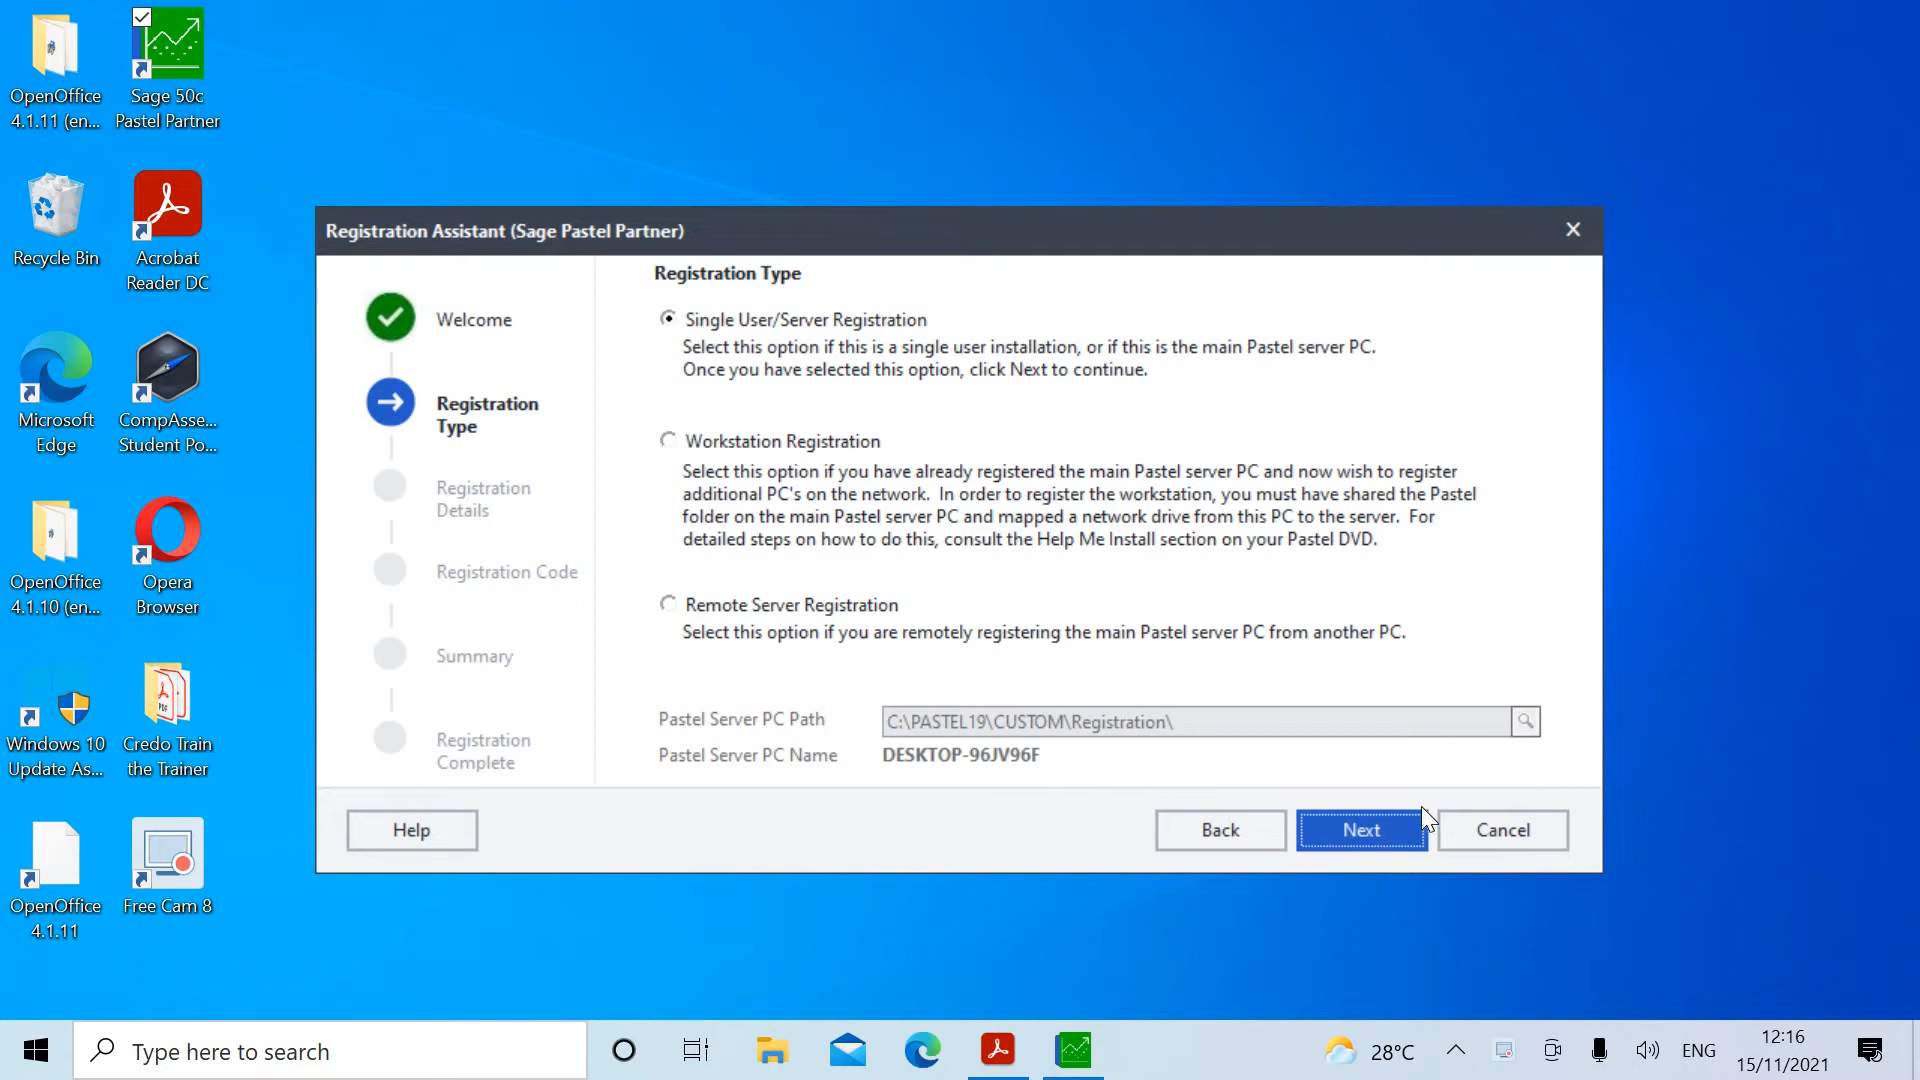 OpenOffice
4.1.11 (en...
Sage 50c
Pastel Partner
Recycle Bin
Acrobat
Reader DC
Microsoft
Edge
CompAsse...
Student Po...
OpenOffice
4.1.10 (en...
Opera
Browser
Windows 10
Update As...
Credo Train
the Trainer
OpenOffice
4.1.11
Free Cam 8
Registration Assistant (Sage Pastel Partner)
Welcome
Registration
Type
Registration
Details
Registration Code
Summary
Registration
Complete
Registration Type
Single User/Server Registration
Select this option if this is a single user installation, or if this is the main Pastel server PC.
Once you have selected this option, click Next to continue.
Workstation Registration
Select this option if you have already registered the main Pastel server PC and now wish to register
additional PC's on the network. In order to register the workstation, you must have shared the Pastel
folder on the main Pastel server PC and mapped a network drive from this PC to the server. For
detailed steps on how to do this, consult the Help Me Install section on your Pastel DVD.
Remote Server Registration
Select this option if you are remotely registering the main Pastel server PC from another PC.
Pastel Server PC Path
C:\PASTEL19\CUSTOM\Registration\
Pastel Server PC Name
DESKTOP-96JV96F
Help
Back
Next
Cancel
Type here to search
28°C
ENG
12:16
15/11/2021